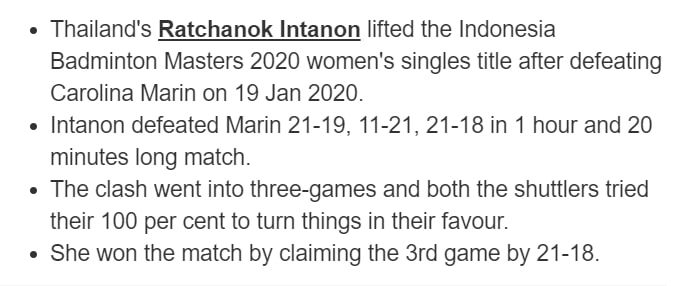 • Thailand's Ratchanok Intanon lifted the Indonesia
Badminton Masters 2020 women's singles title after defeating
Carolina Marin on 19 Jan 2020.
• Intanon defeated Marin 21-19, 11-21, 21-18 in 1 hour and 20
minutes long match.
• The clash went into three-games and both the shuttlers tried
their 100 per cent to turn things in their favour.
• She won the match by claiming the 3rd game by 21-18.